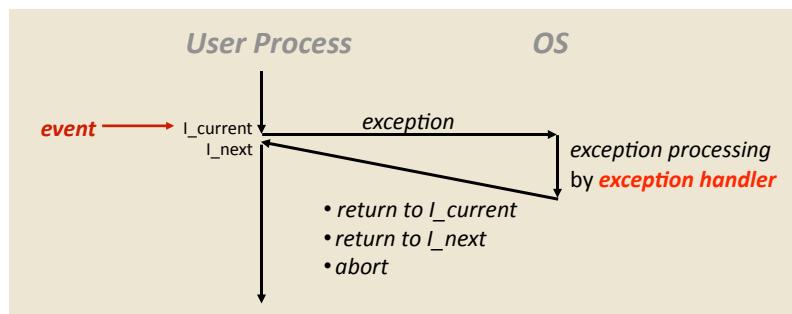 User Process
OS
event
I_current
exception
I_next
exception processing
by exception handler
• return to I_current
• return to I_next
• abort